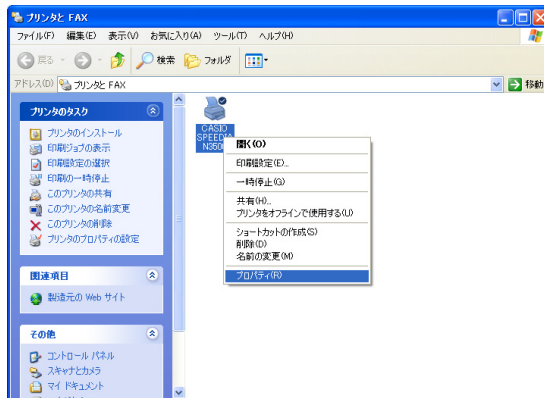 プリンタと FAX
ファイル(F) 編集(E) 表示(V) お気に入り(A) ツール(T) ヘルプ(H)
戻る 検索 フォルダ
アドレス(D) プリンタと FAX 移動
プリンタのタスク
プリンタのインストール
印刷ジョブの表示
印刷設定の選択
印刷の一時停止
このプリンタの共有
このプリンタの名前変更
このプリンタの削除
プリンタのプロパティの設定
関連項目
製造元の Web サイト
その他
コントロール パネル
スキャナとカメラ
マイ ドキュメント
CASIO
SPEEDIA
N350
開く(O)
印刷設定(E)...
一時停止(G)
共有(H)...
プリンタをオフラインで使用する(U)
ショートカットの作成(S)
削除(D)
名前の変更(M)
プロパティ(R)